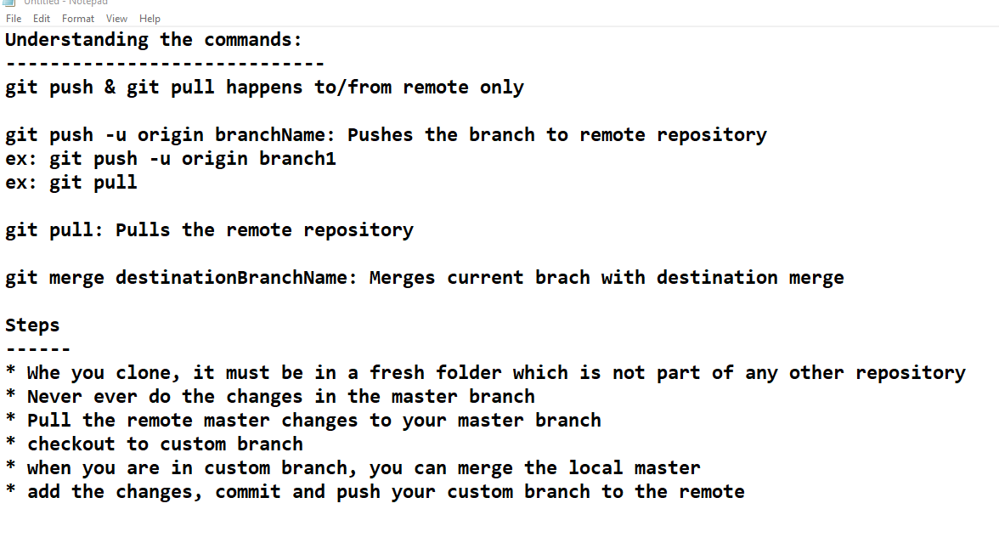 Untitled - Notepad
File Edit Format View Help
Understanding the commands:
-----------------------------
git push & git pull happens to/from remote only
git push -u origin branchName: Pushes the branch to remote repository
ex: git push -u origin branch1
ex: git pull
git pull: Pulls the remote repository
git merge destinationBranchName: Merges current brach with destination merge
Steps
------
* Whe you clone, it must be in a fresh folder which is not part of any other repository
* Never ever do the changes in the master branch
* Pull the remote master changes to your master branch
* checkout to custom branch
* when you are in custom branch, you can merge the local master
* add the changes, commit and push your custom branch to the remote